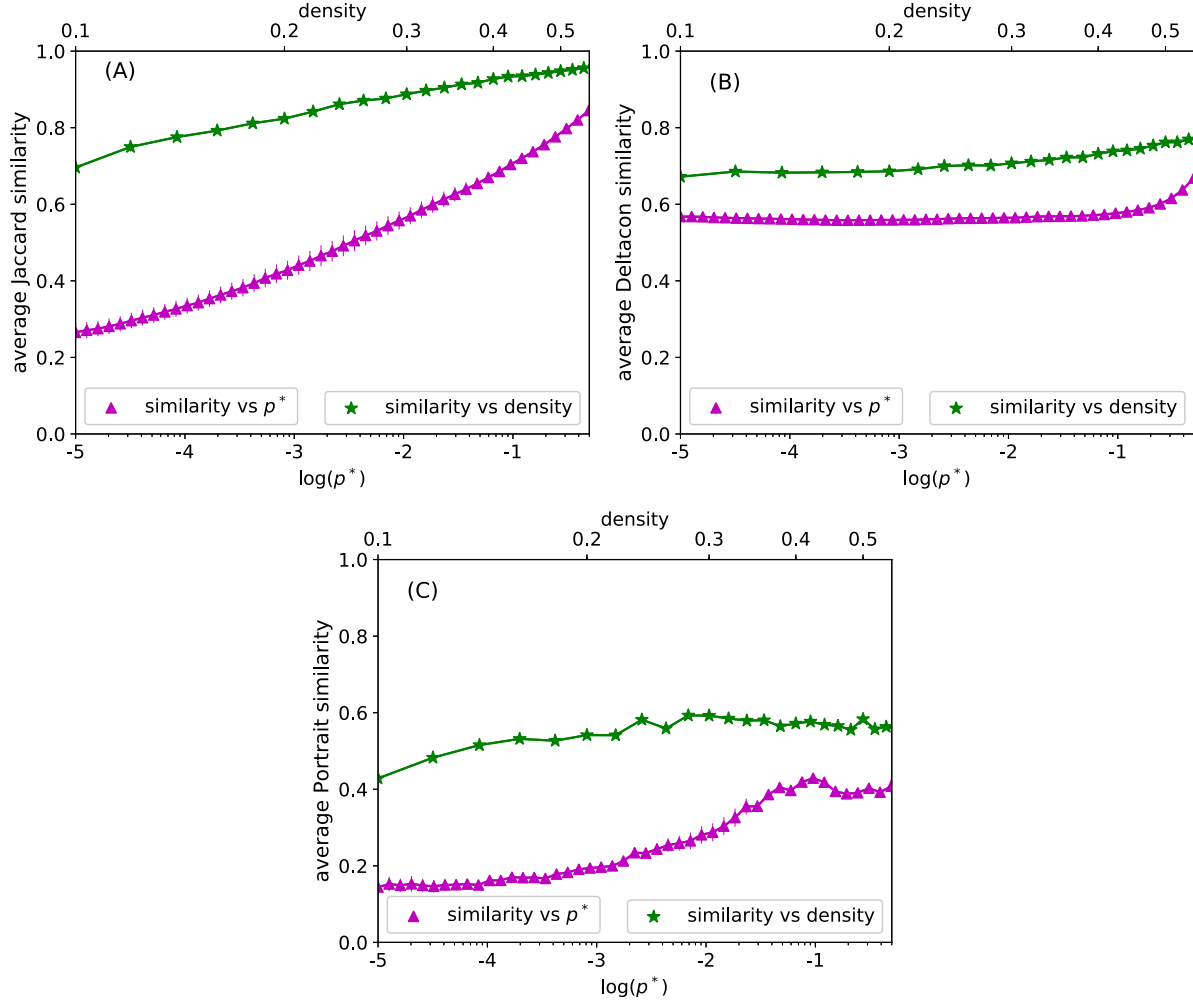 density
0.1 0.2 0.3 0.4 0.5
(A)
average Jaccard similarity
1.0
0.8
0.6
0.4
0.2
0.0
similarity vs p*
similarity vs density
-5 -4 -3 -2 -1
log(p*)
density
0.1 0.2 0.3 0.4 0.5
(B)
average Deltacon similarity
1.0
0.8
0.6
0.4
0.2
0.0
similarity vs p*
similarity vs density
-5 -4 -3 -2 -1
log(p*)
density
0.1 0.2 0.3 0.4 0.5
(C)
average Portrait similarity
1.0
0.8
0.6
0.4
0.2
0.0
similarity vs p*
similarity vs density
-5 -4 -3 -2 -1
log(p*)